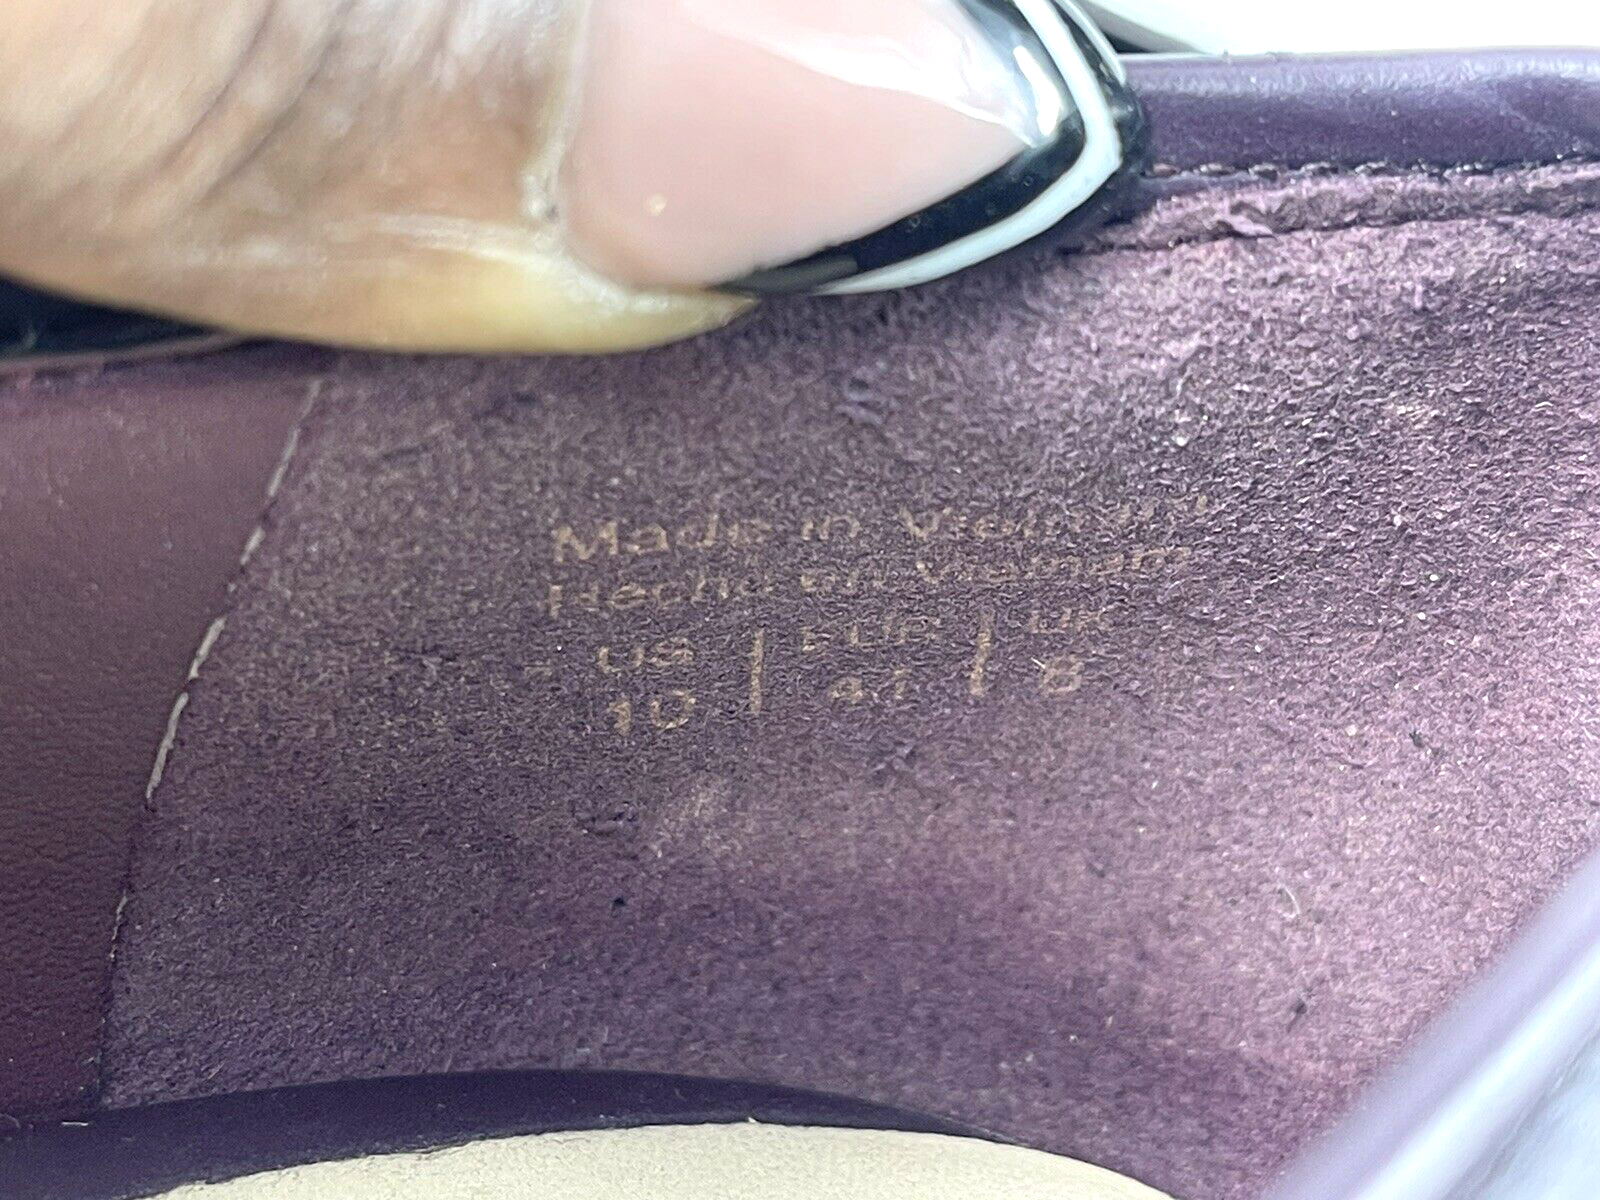 Made in Vietnam
Hecho en Vietnam
US | EUR | UK
10 | 41 | 8